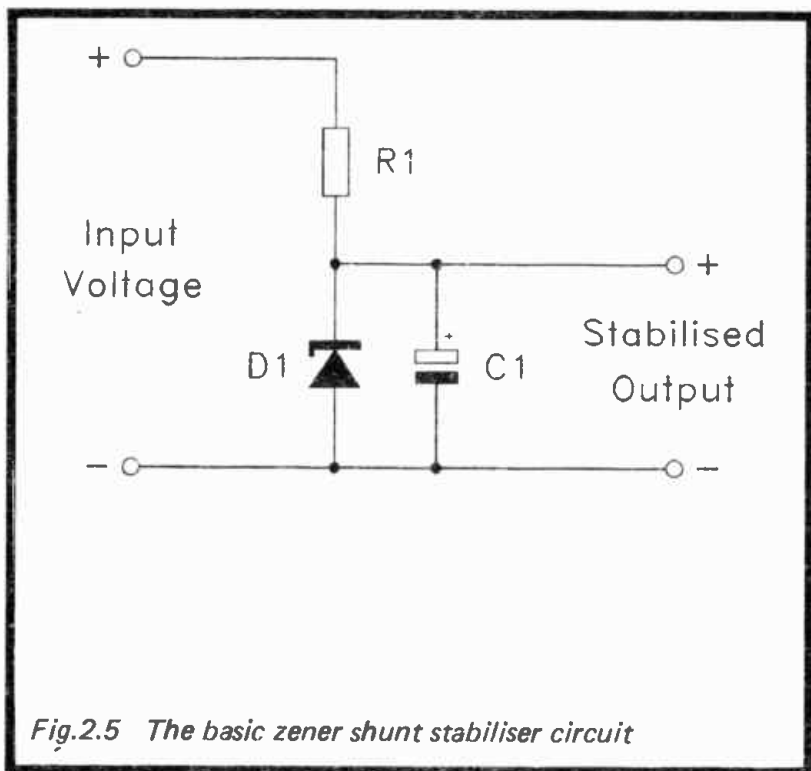 +
R1
Input
Voltage
+
+
D1
C1
Stabilised
Output
-
-
Fig.2.5 The basic zener shunt stabiliser circuit